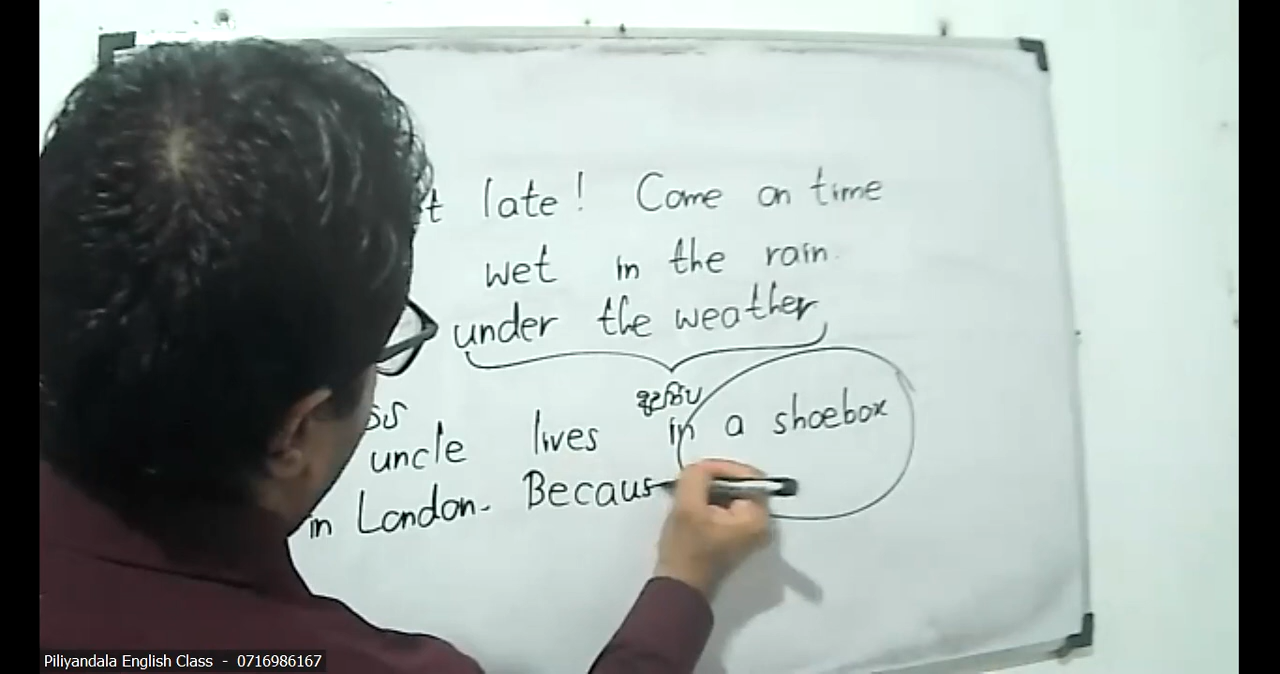 t late! Come on time
wet in the rain.
under the weather
uncle lives in a shoebox
in London. Becaus
Piliyandala English Class - 0716986167